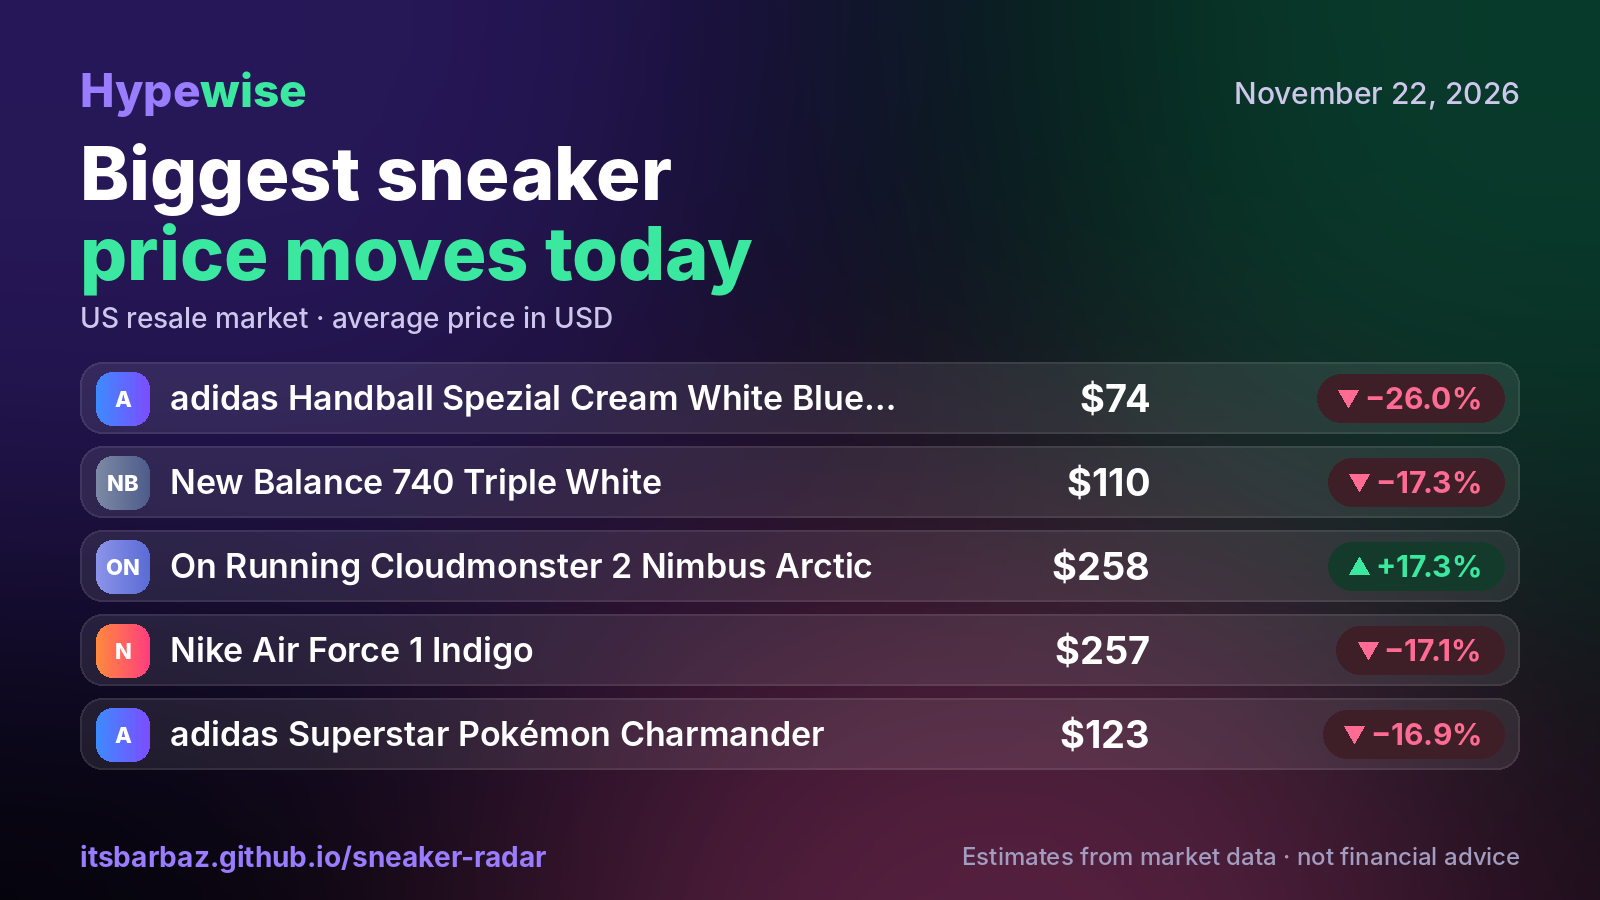 Hypewise
November 22, 2026
Biggest sneaker
price moves today
US resale market · average price in USD
A adidas Handball Spezial Cream White Blue... $74 ▼ −26.0%
NB New Balance 740 Triple White $110 ▼ −17.3%
ON On Running Cloudmonster 2 Nimbus Arctic $258 ▲ +17.3%
N Nike Air Force 1 Indigo $257 ▼ −17.1%
A adidas Superstar Pokémon Charmander $123 ▼ −16.9%
itsbarbaz.github.io/sneaker-radar
Estimates from market data · not financial advice